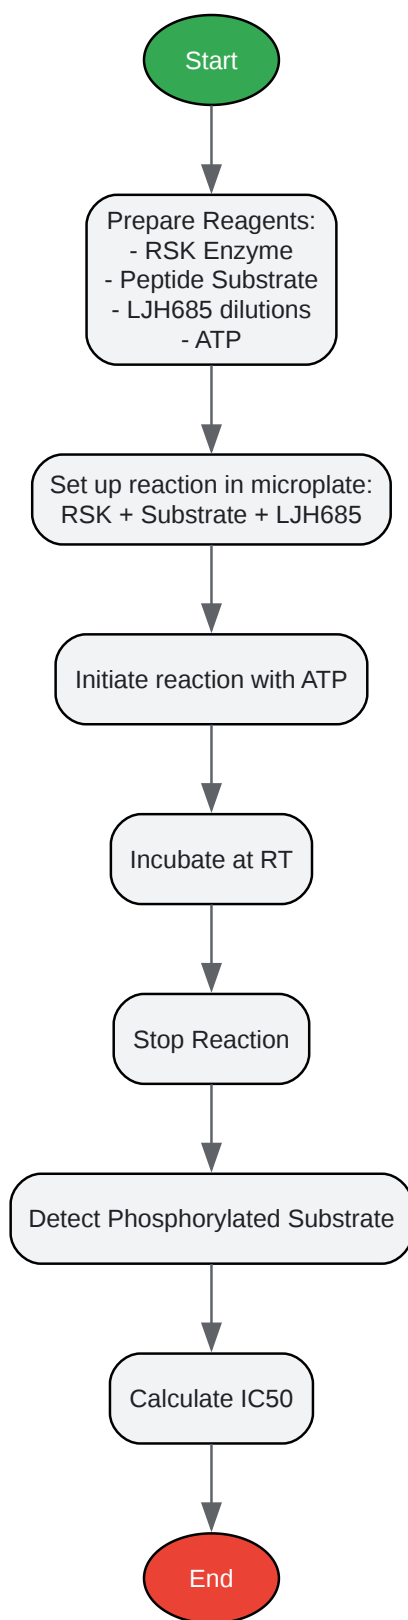 Start
Prepare Reagents:
- RSK Enzyme
- Peptide Substrate
- LJH685 dilutions
- ATP
Set up reaction in microplate:
RSK + Substrate + LJH685
Initiate reaction with ATP
Incubate at RT
Stop Reaction
Detect Phosphorylated Substrate
Calculate IC50
End